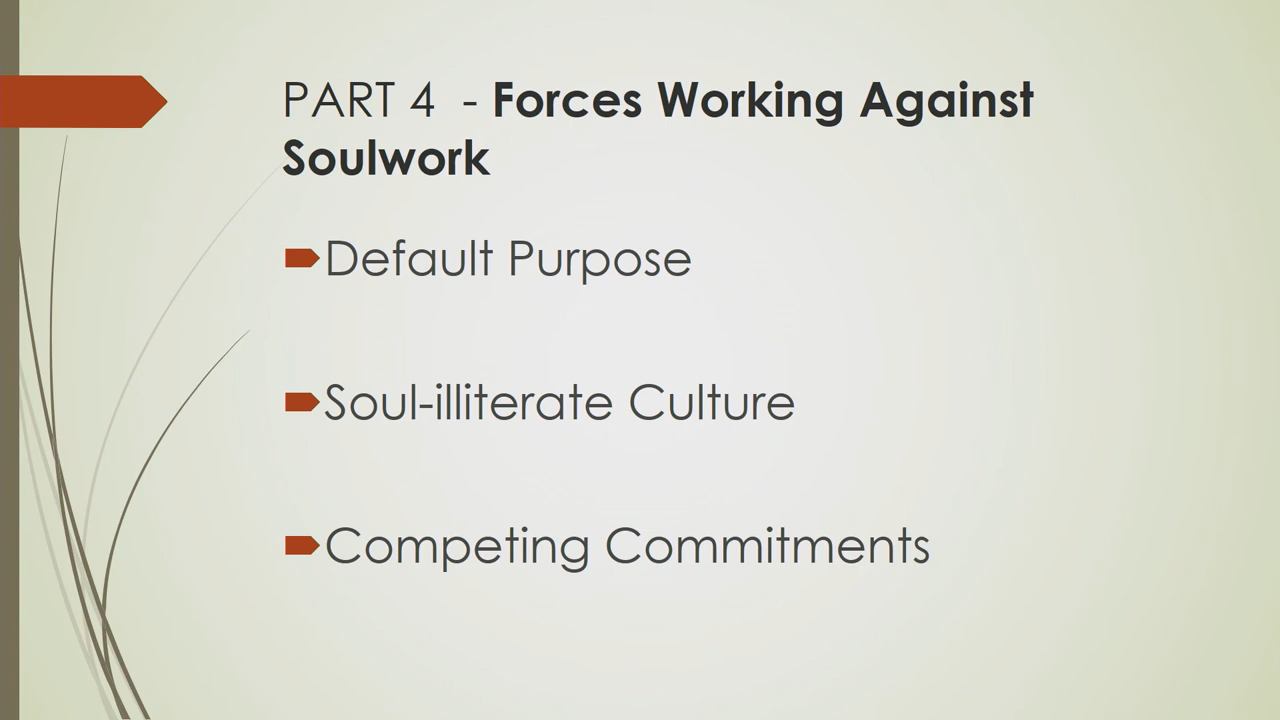 PART 4 - Forces Working Against
Soulwork
Default Purpose
Soul-illiterate Culture
Competing Commitments